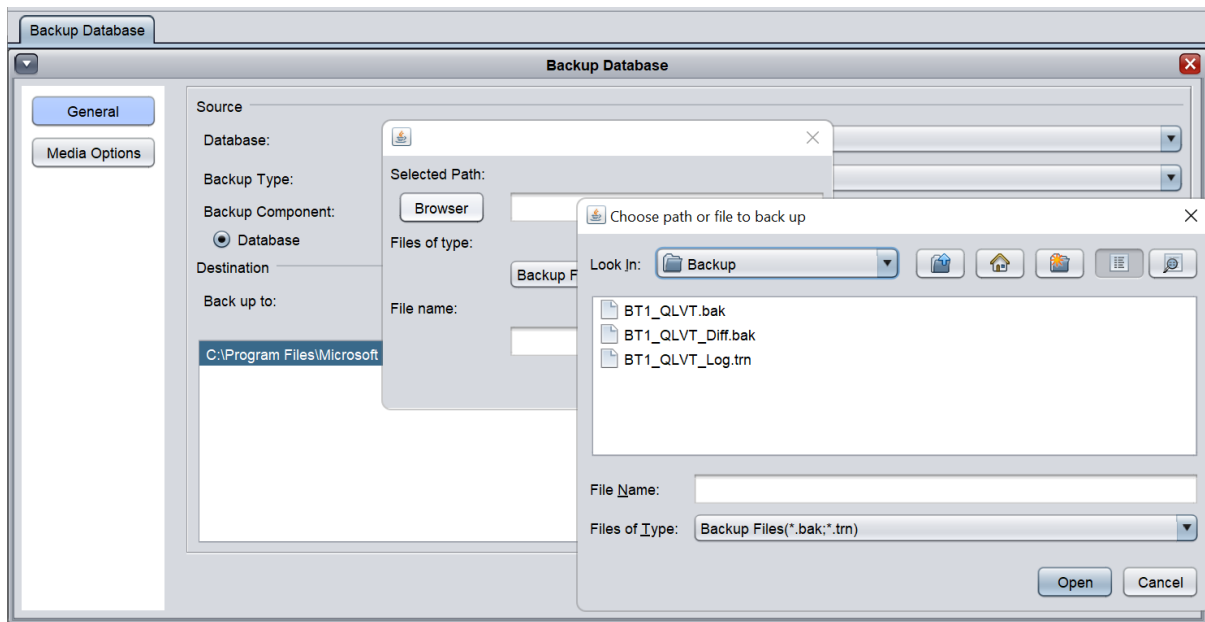 Backup Database
Backup Database
General
Media Options
Source
Database:
Backup Type:
Backup Component:
Database
Destination
Back up to:
C:\Program Files\Microsoft
Selected Path:
Browser
Files of type:
Backup F
File name:
Choose path or file to back up
Look In:
Backup
BT1_QLVT.bak
BT1_QLVT_Diff.bak
BT1_QLVT_Log.trn
File Name:
Files of Type:
Backup Files(*.bak;*.trn)
Open
Cancel